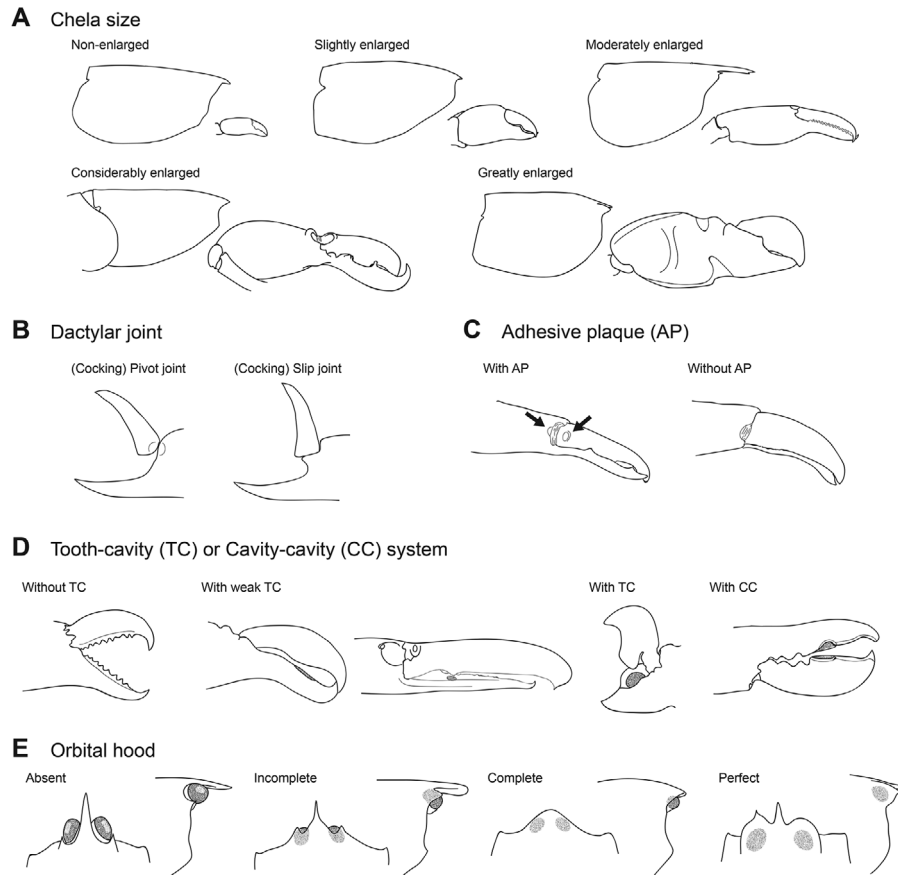 A Chela size
Non-enlarged
Slightly enlarged
Moderately enlarged
Considerably enlarged
Greatly enlarged
B Dactylar joint
(Cocking) Pivot joint
(Cocking) Slip joint
C Adhesive plaque (AP)
With AP
Without AP
D Tooth-cavity (TC) or Cavity-cavity (CC) system
Without TC
With weak TC
With TC
With CC
E Orbital hood
Absent
Incomplete
Complete
Perfect